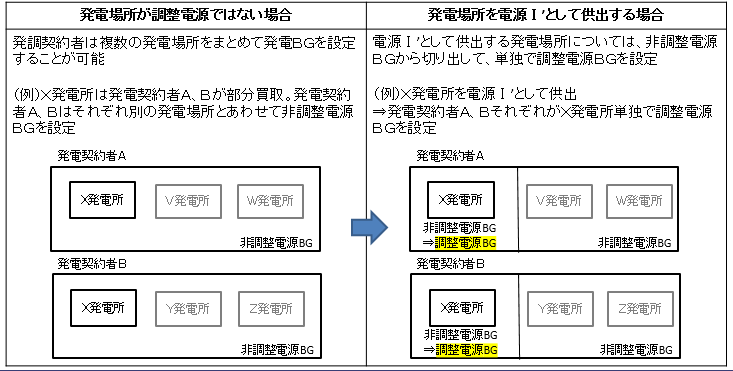 発電場所が調整電源ではない場合
発調契約者は複数の発電場所をまとめて発電BGを設定
することが可能
(例)X発電所は発電契約者A、Bが部分買取。発電契約
者A、Bはそれぞれ別の発電場所とあわせて非調整電源
BGを設定
発電契約者A
X発電所
V発電所
W発電所
非調整電源BG
発電契約者B
X発電所
Y発電所
Z発電所
非調整電源BG
発電場所を電源Ⅰ’として供出する場合
電源Ⅰ’として供出する発電場所については、非調整電源
BGから切り出して、単独で調整電源BGを設定
(例)X発電所を電源Ⅰ’として供出
⇒発電契約者A、BそれぞれがX発電所単独で調整電源
BGを設定
発電契約者A
X発電所
V発電所
W発電所
非調整電源BG
⇒調整電源BG
非調整電源BG
発電契約者B
X発電所
Y発電所
Z発電所
非調整電源BG
⇒調整電源BG
非調整電源BG